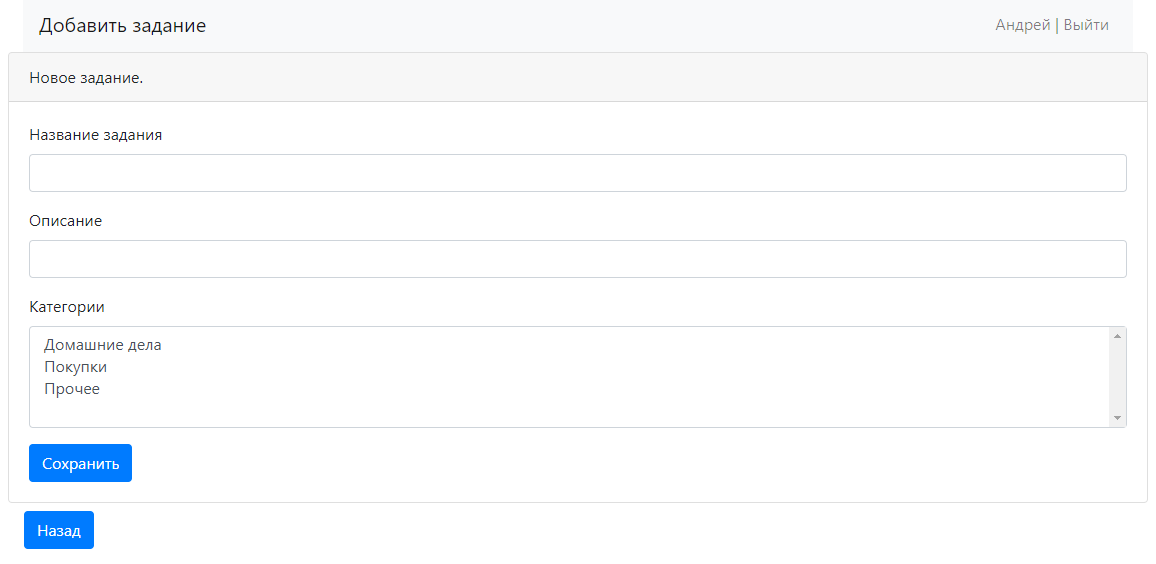 Добавить задание
Андрей | Выйти
Новое задание.
Название задания
Описание
Категории
Домашние дела
Покупки
Прочее
Сохранить
Назад